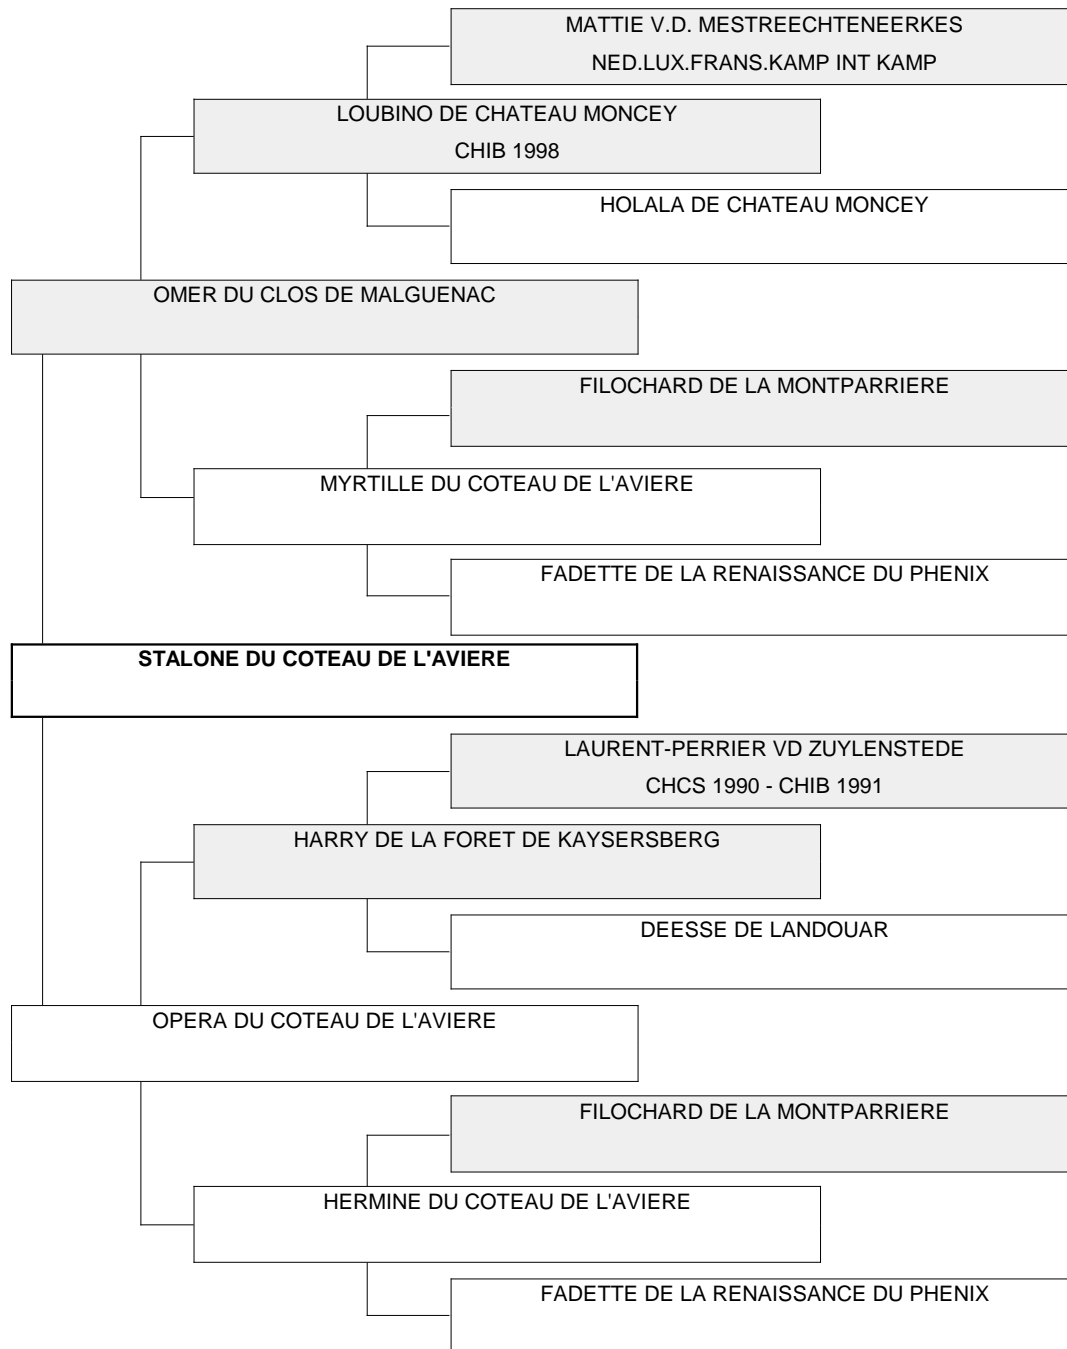 MATTIE V.D. MESTREECHTENEERKES
NED.LUX.FRANS.KAMP INT KAMP
LOUBINO DE CHATEAU MONCEY
CHIB 1998
HOLALA DE CHATEAU MONCEY
OMER DU CLOS DE MALGUENAC
FILOCHARD DE LA MONTPARRIERE
MYRTILLE DU COTEAU DE L'AVIERE
FADETTE DE LA RENAISSANCE DU PHENIX
STALONE DU COTEAU DE L'AVIERE
LAURENT-PERRIER VD ZUYLENSTEDE
CHCS 1990 - CHIB 1991
HARRY DE LA FORET DE KAYSERSBERG
DEESSE DE LANDOUAR
OPERA DU COTEAU DE L'AVIERE
FILOCHARD DE LA MONTPARRIERE
HERMINE DU COTEAU DE L'AVIERE
FADETTE DE LA RENAISSANCE DU PHENIX